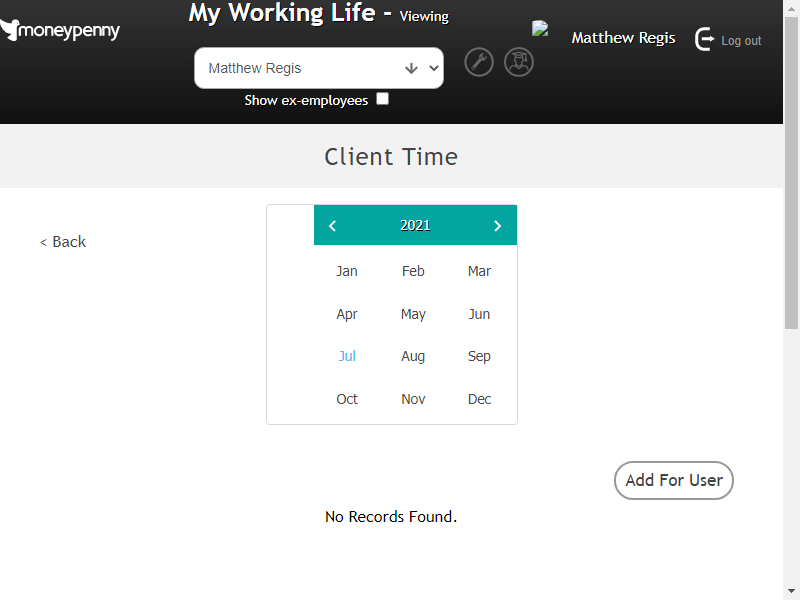 moneypenny
My Working Life - Viewing
Matthew Regis
Show ex-employees
Matthew Regis
Log out
Client Time
< Back
2021
Jan Feb Mar
Apr May Jun
Jul Aug Sep
Oct Nov Dec
Add For User
No Records Found.